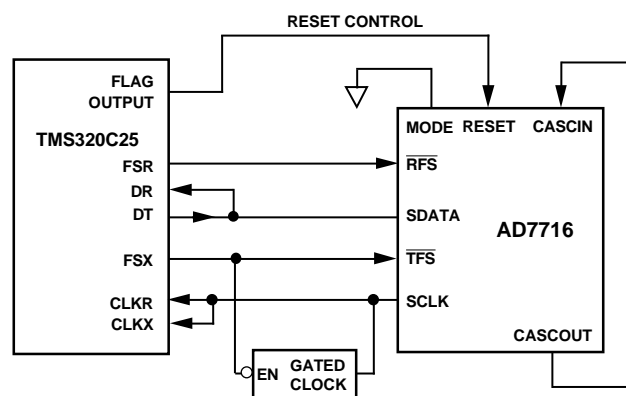 RESET CONTROL
FLAG
OUTPUT
TMS320C25
FSR
DR
DT
FSX
CLKR
CLKX
MODE RESET CASCIN
RFS
SDATA
AD7716
TFS
SCLK
CASCOUT
EN GATED
CLOCK